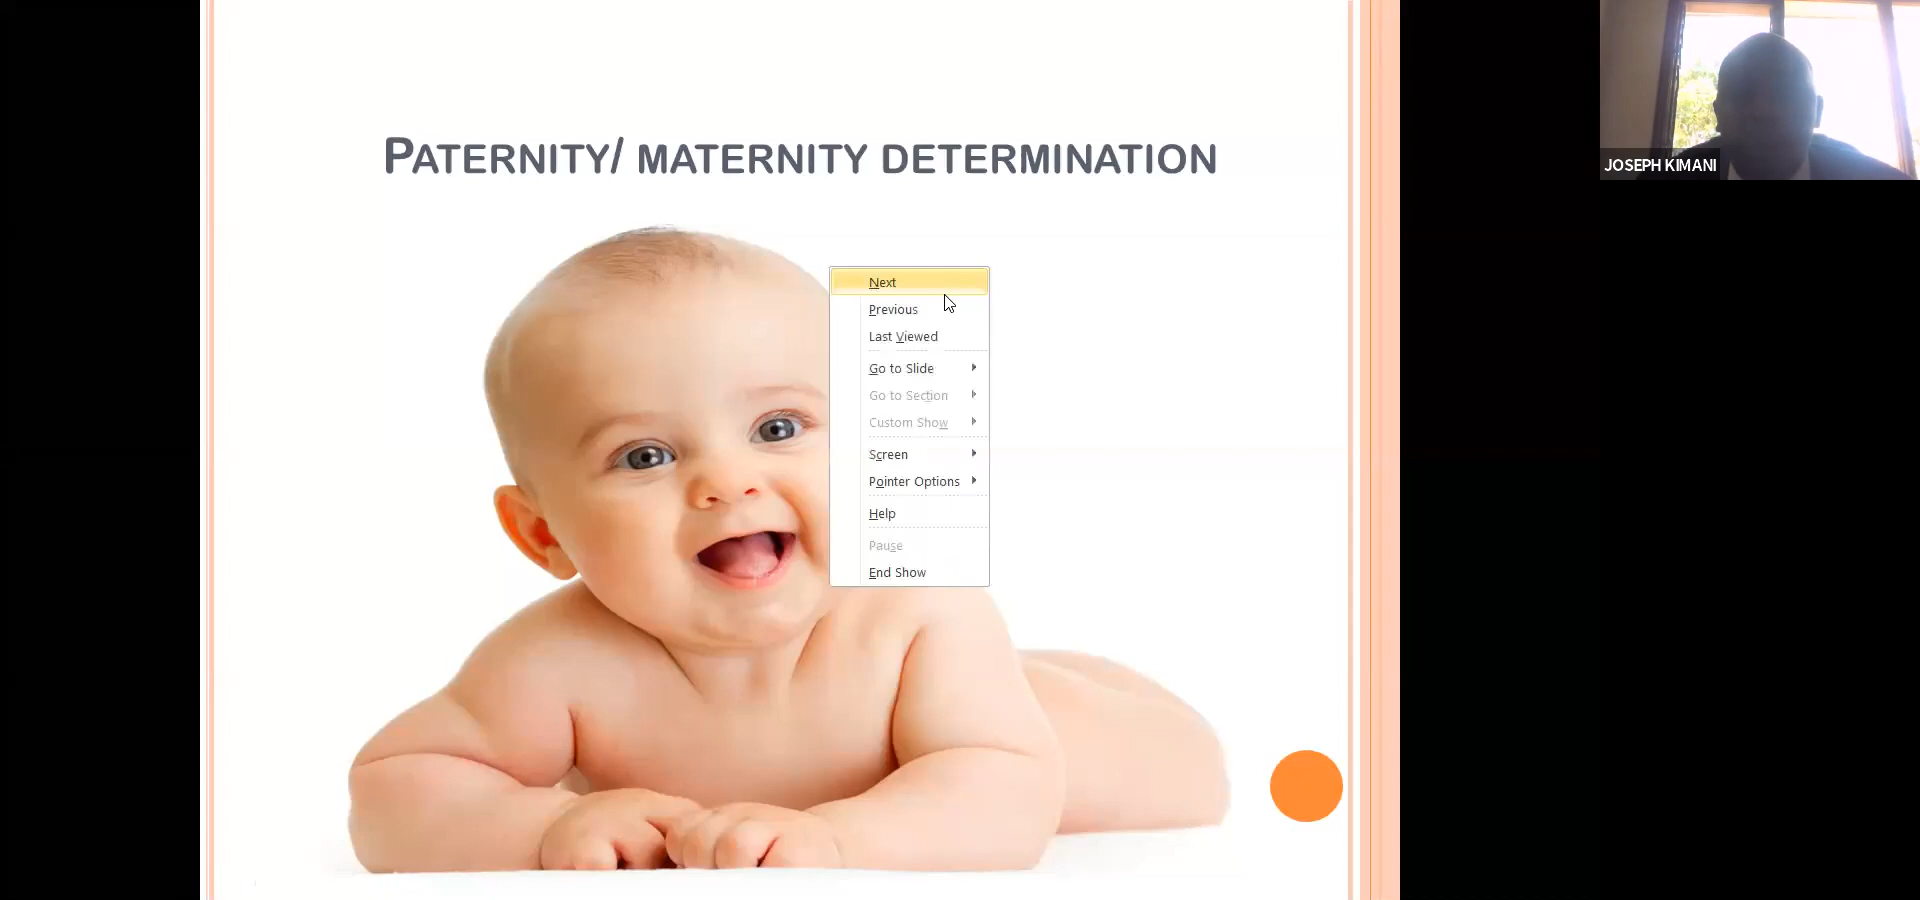 PATERNITY/ MATERNITY DETERMINATION
JOSEPH KIMANI
Next
Previous
Last Viewed
Go to Slide
Go to Section
Custom Show
Screen
Pointer Options
Help
Pause
End Show